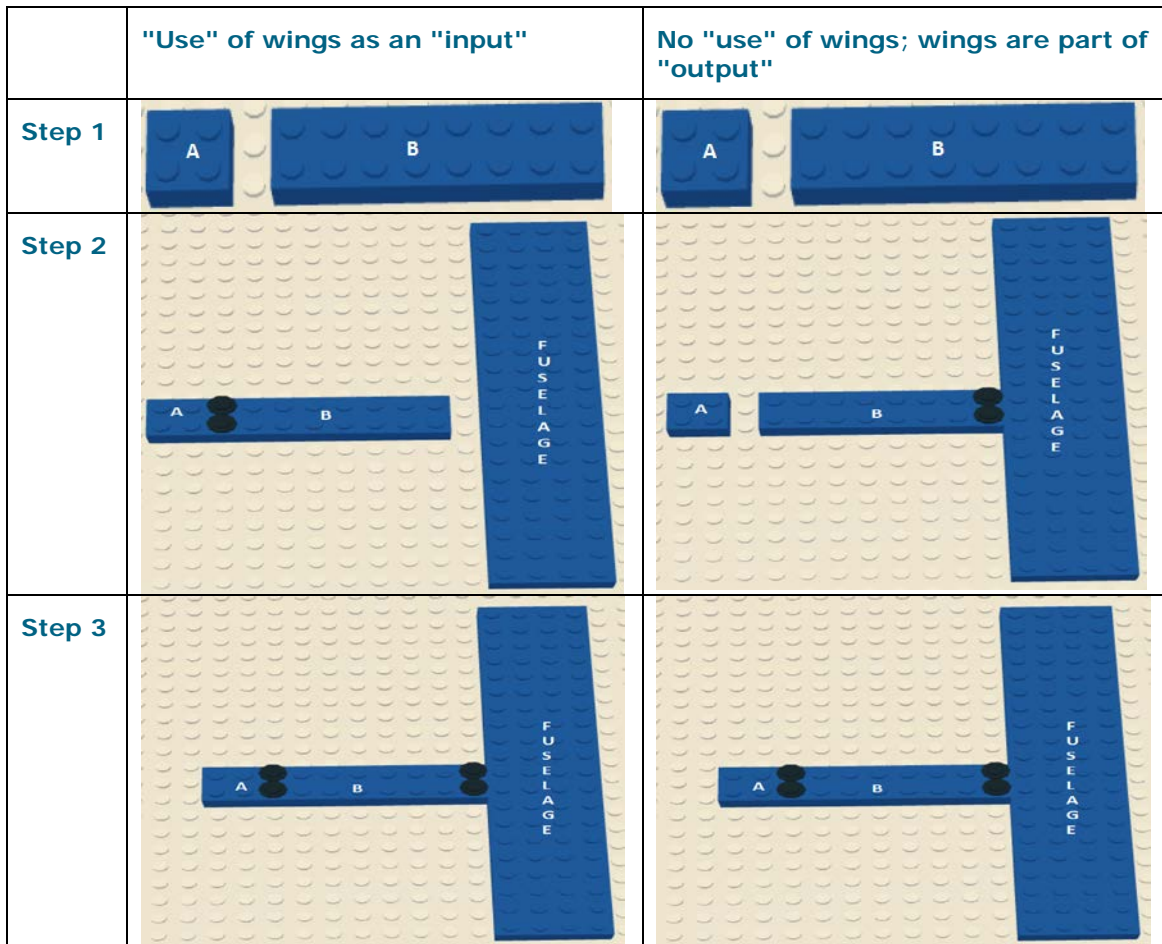 "Use" of wings as an "input"
No "use" of wings; wings are part of
"output"
Step 1
A
B
A
B
Step 2
A
B
FUSELAGE
A
B
FUSELAGE
Step 3
A
B
FUSELAGE
A
B
FUSELAGE